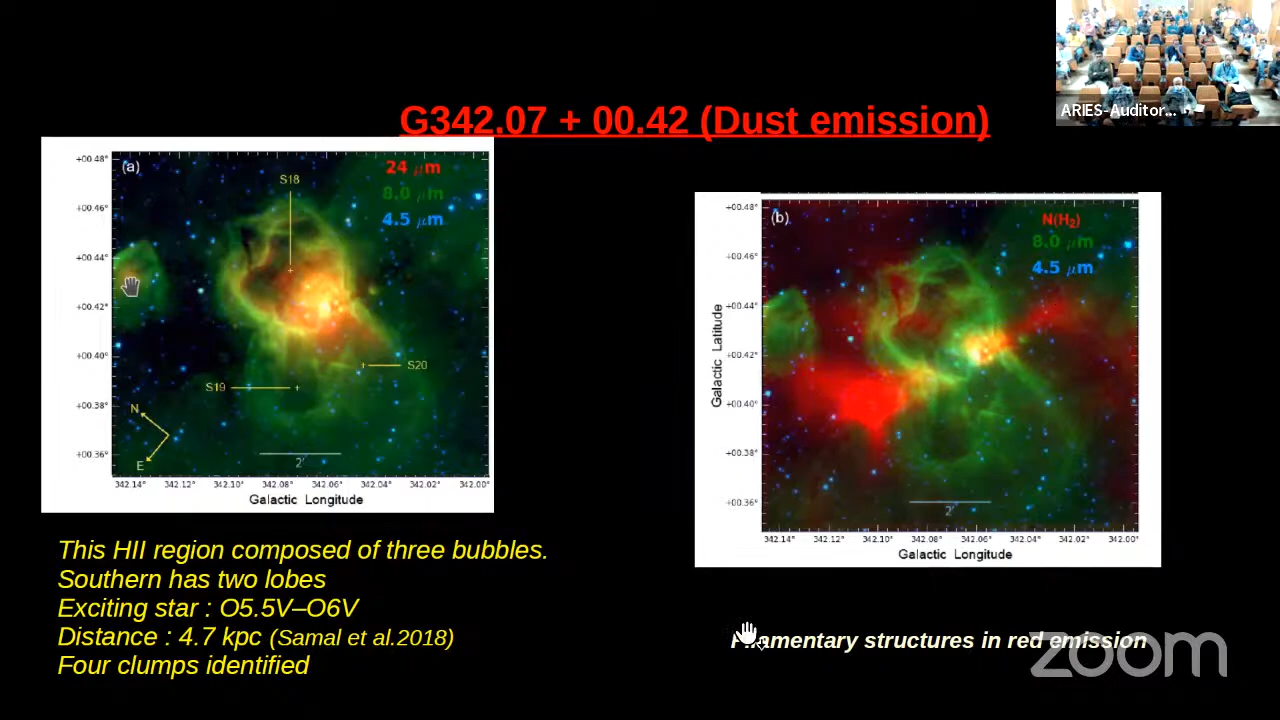 ARIES-Auditor...
G342.07 + 00.42 (Dust emission)
(a)
24 μm
8.0 μm
4.5 μm
S18
S20
S19
N
E
2'
+00.48°
+00.46°
+00.44°
+00.42°
+00.40°
+00.38°
+00.36°
342.14° 342.12° 342.10° 342.08° 342.06° 342.04° 342.02° 342.00°
Galactic Longitude
(b)
N(H₂)
8.0 μm
4.5 μm
2'
Galactic Latitude
+00.48°
+00.46°
+00.44°
+00.42°
+00.40°
+00.38°
+00.36°
342.14° 342.12° 342.10° 342.08° 342.06° 342.04° 342.02° 342.00°
Galactic Longitude
This HII region composed of three bubbles.
Southern has two lobes
Exciting star : O5.5V–O6V
Distance : 4.7 kpc (Samal et al.2018)
Four clumps identified
Filamentary structures in red emission
zoom